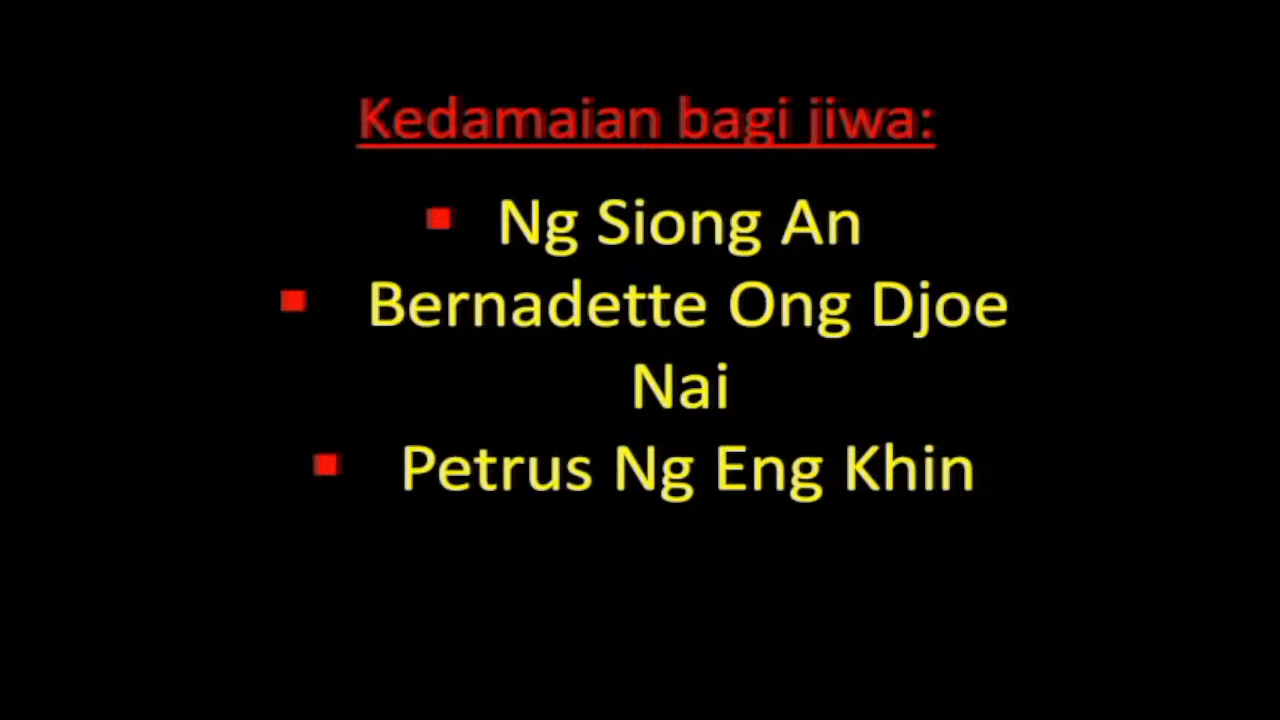 Kedamaian bagi jiwa:
▪ Ng Siong An
▪ Bernadette Ong Djoe
Nai
▪ Petrus Ng Eng Khin